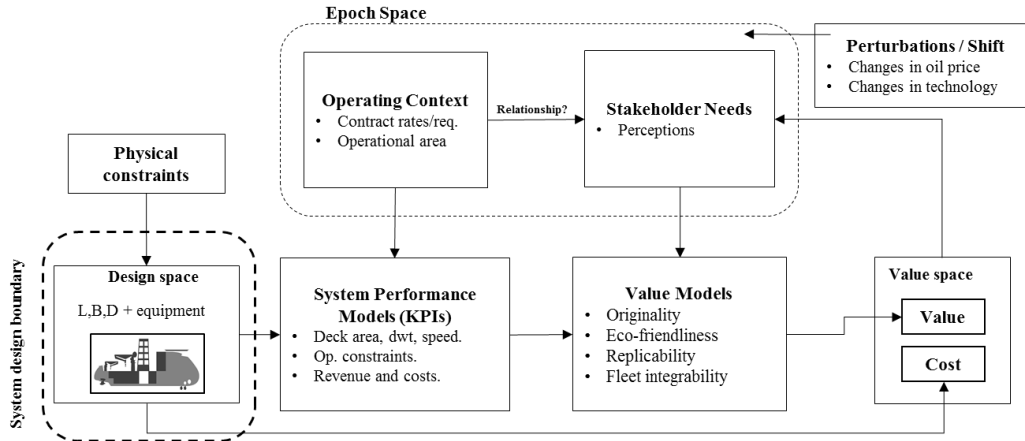 Epoch Space
Perturbations / Shift
• Changes in oil price
• Changes in technology
Operating Context
• Contract rates/req.
• Operational area
Relationship?
Stakeholder Needs
• Perceptions
Physical
constraints
System design boundary
Design space
L,B,D + equipment
System Performance
Models (KPIs)
• Deck area, dwt, speed.
• Op. constraints.
• Revenue and costs.
Value Models
• Originality
• Eco-friendliness
• Replicability
• Fleet integrability
Value space
Value
Cost